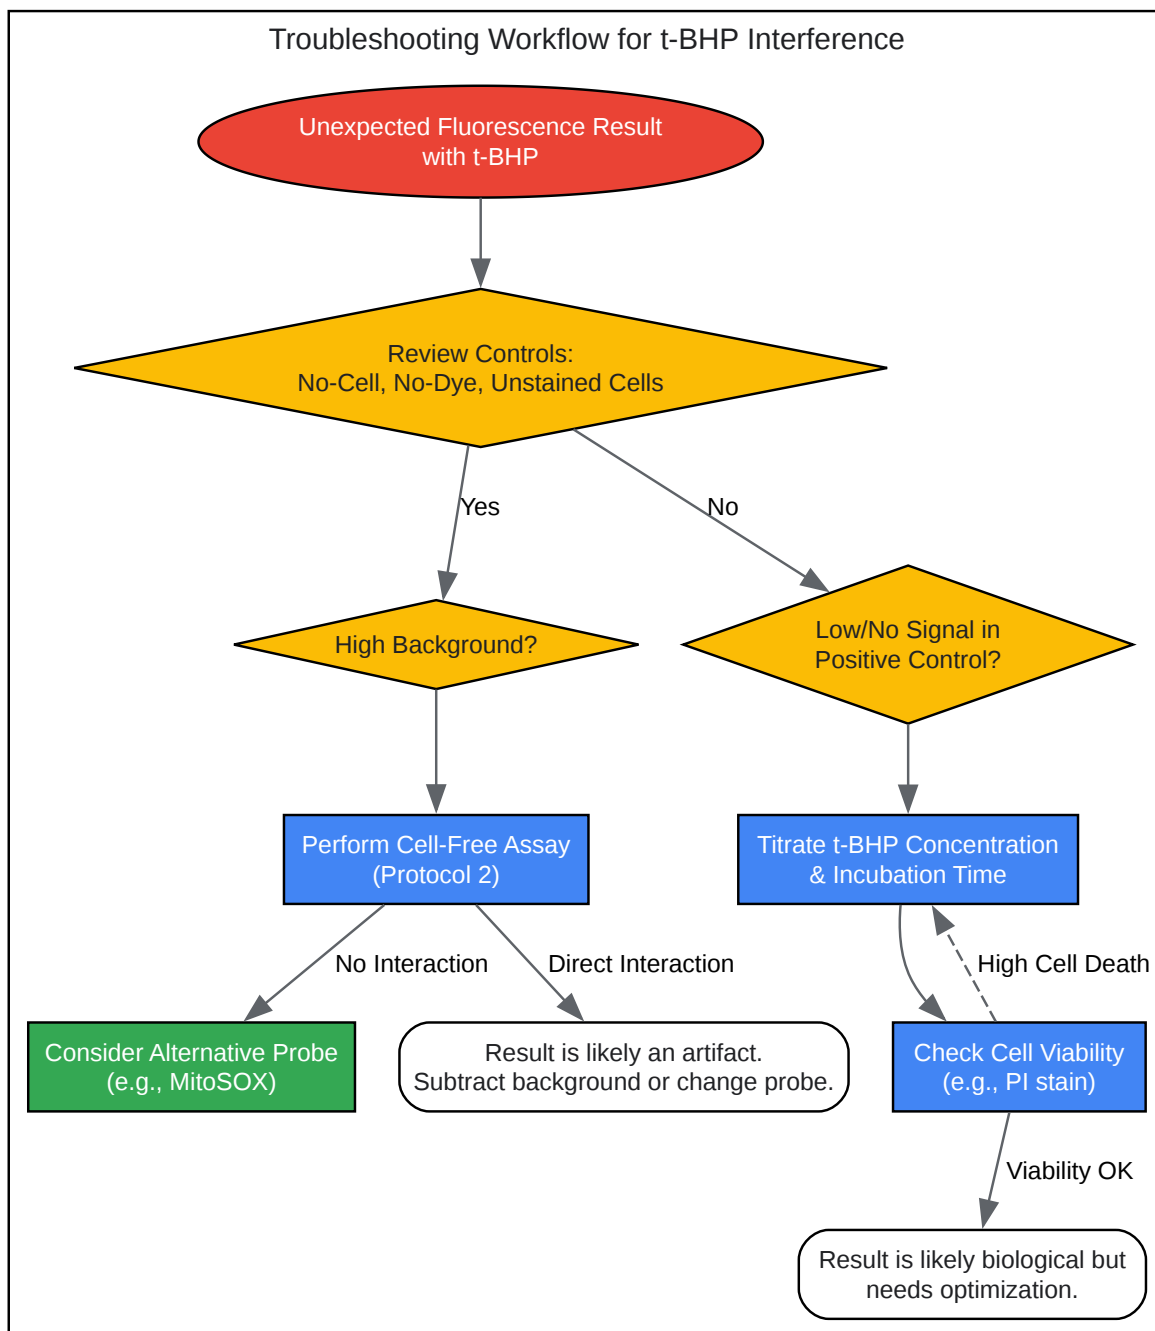 Troubleshooting Workflow for t-BHP Interference
Unexpected Fluorescence Result
with t-BHP
Review Controls:
No-Cell, No-Dye, Unstained Cells
Yes
No
High Background?
Low/No Signal in
Positive Control?
Perform Cell-Free Assay
(Protocol 2)
Titrate t-BHP Concentration
& Incubation Time
No Interaction
Direct Interaction
High Cell Death
Consider Alternative Probe
(e.g., MitoSOX)
Result is likely an artifact.
Subtract background or change probe.
Check Cell Viability
(e.g., PI stain)
Viability OK
Result is likely biological but
needs optimization.